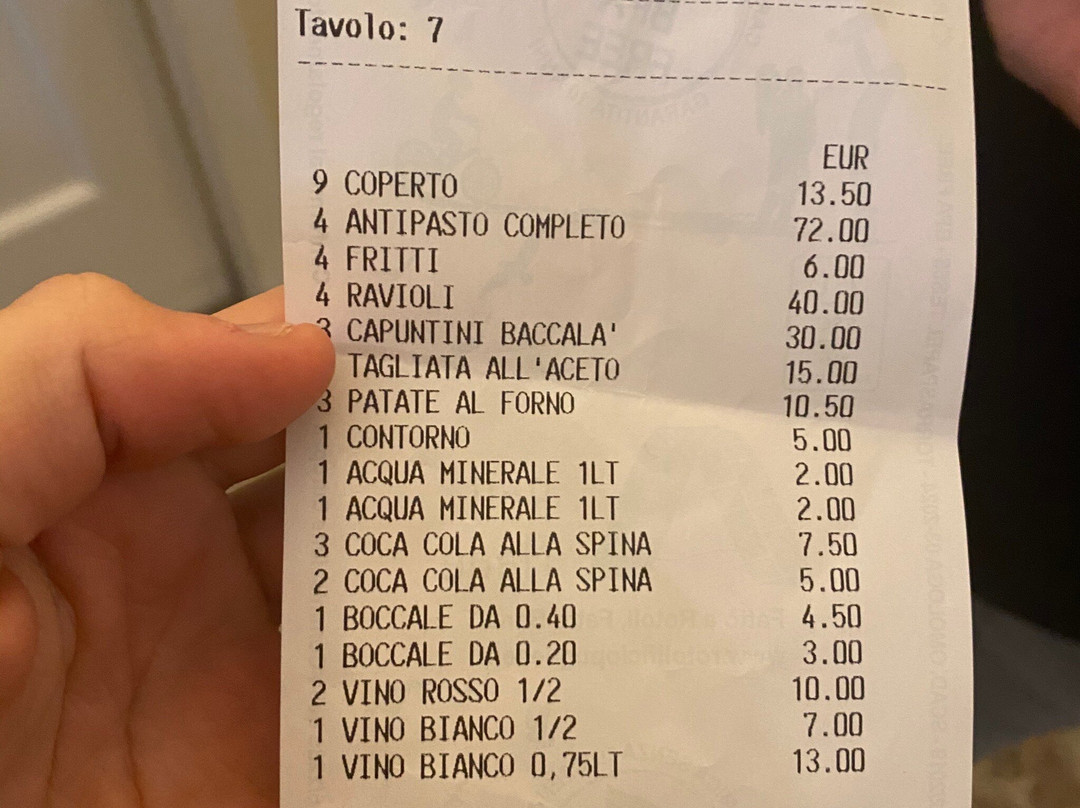 Tavolo: 7
EUR
9 COPERTO 13.50
4 ANTIPASTO COMPLETO 72.00
4 FRITTI 6.00
4 RAVIOLI 40.00
3 CAPUNTINI BACCALA' 30.00
TAGLIATA ALL'ACETO 15.00
3 PATATE AL FORNO 10.50
1 CONTORNO 5.00
1 ACQUA MINERALE 1LT 2.00
1 ACQUA MINERALE 1LT 2.00
3 COCA COLA ALLA SPINA 7.50
2 COCA COLA ALLA SPINA 5.00
1 BOCCALE DA 0.40 4.50
1 BOCCALE DA 0.20 3.00
2 VINO ROSSO 1/2 10.00
1 VINO BIANCO 1/2 7.00
1 VINO BIANCO 0,75LT 13.00